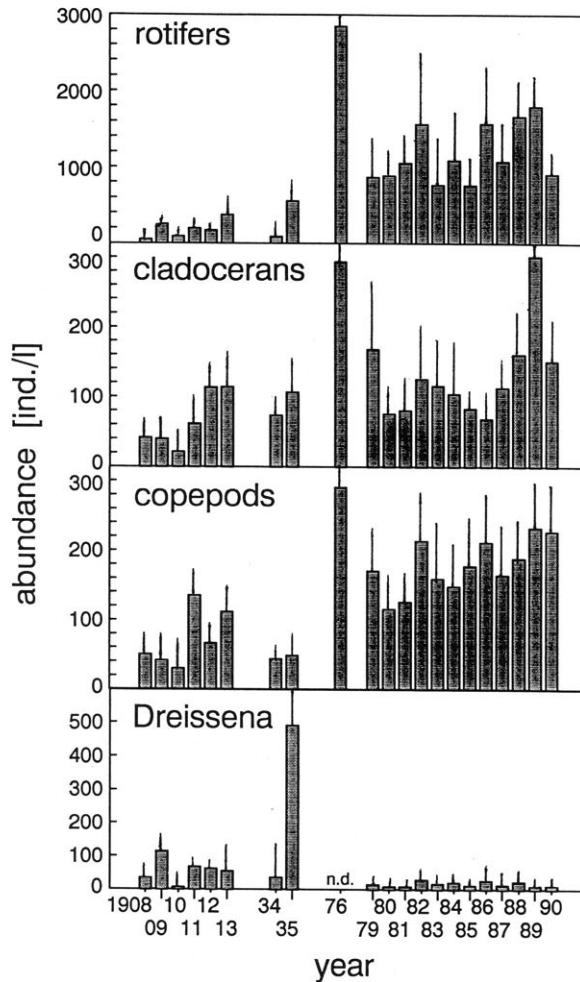 3000
rotifers
2000
1000
0
300
cladocerans
200
100
0
copepods
300
200
100
0
Dreissena
500
400
300
200
100
0
n.d.
abundance [ind./l]
1908 10 12 34 76 80 82 84 86 88 90
09 11 13 35 79 81 83 85 87 89
year